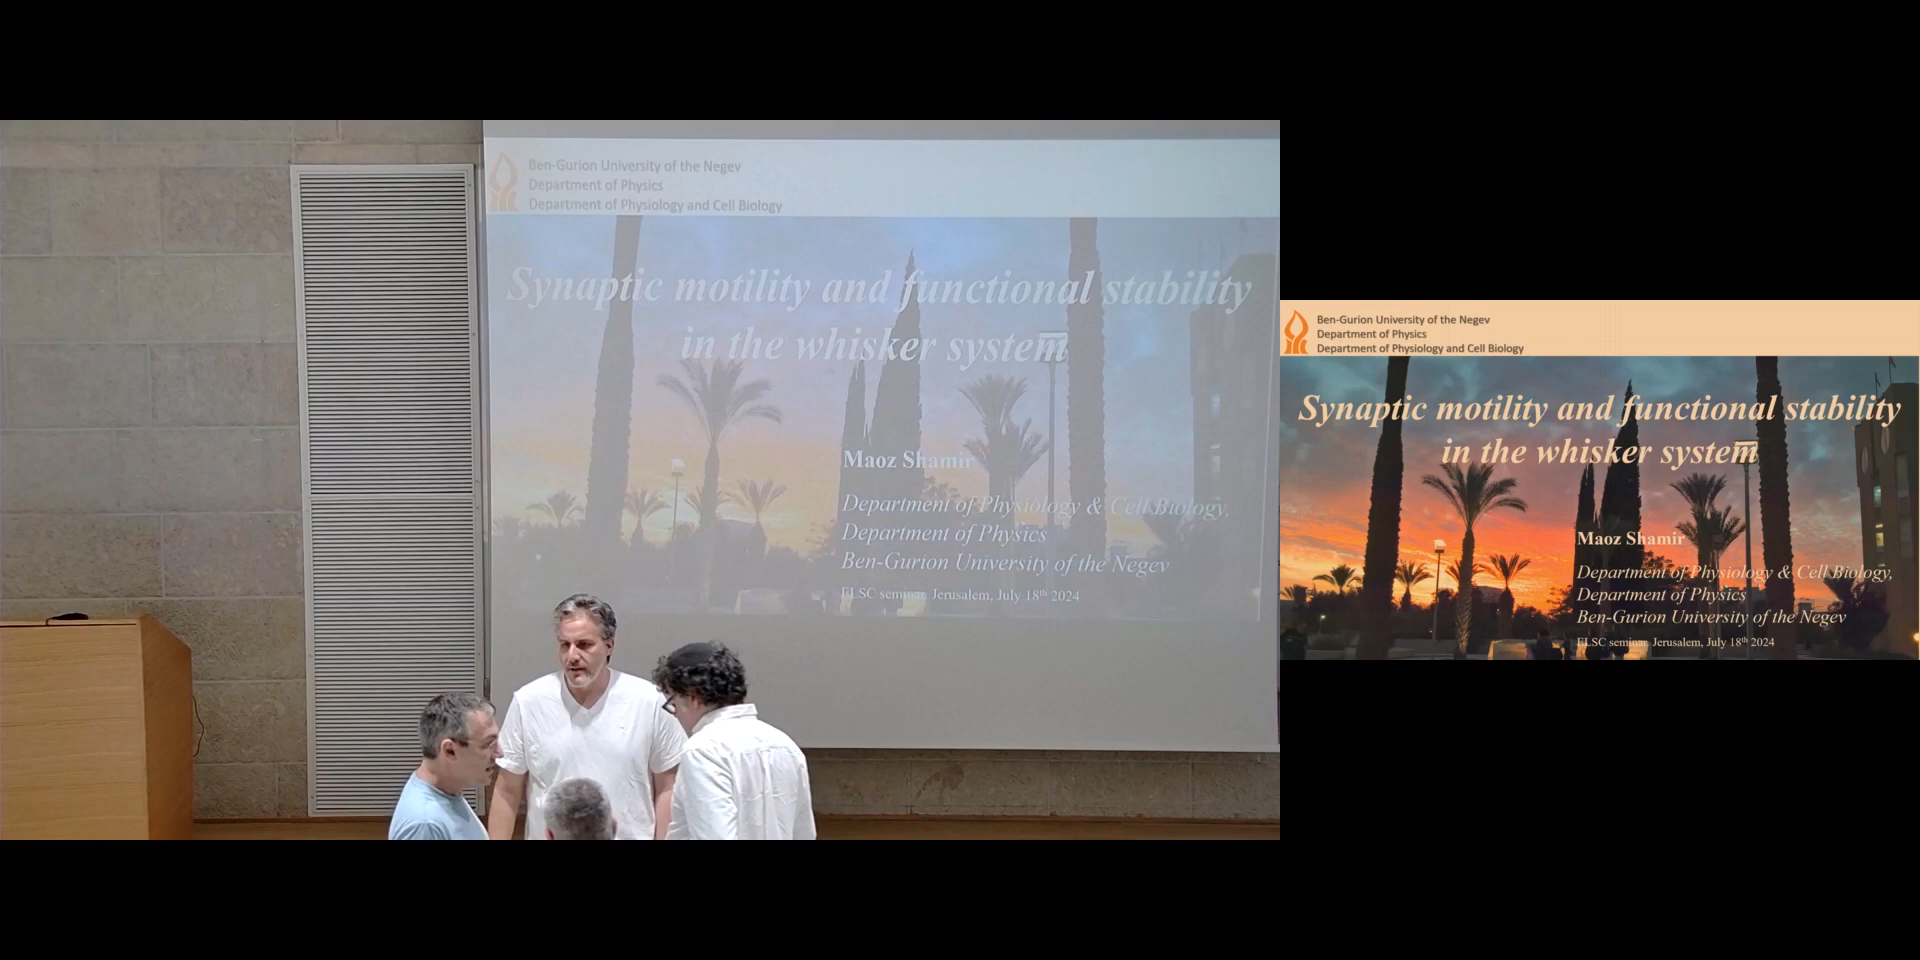 Ben-Gurion University of the Negev
Department of Physics
Department of Physiology and Cell Biology
Synaptic motility and functional stability
in the whisker system
Maoz Shamir
Department of Physiology & Cell Biology,
Department of Physics
Ben-Gurion University of the Negev
ELSC seminar Jerusalem, July 18th 2024
Ben-Gurion University of the Negev
Department of Physics
Department of Physiology and Cell Biology
Synaptic motility and functional stability
in the whisker system
Maoz Shamir
Department of Physiology & Cell Biology,
Department of Physics
Ben-Gurion University of the Negev
ELSC seminar Jerusalem, July 18th 2024